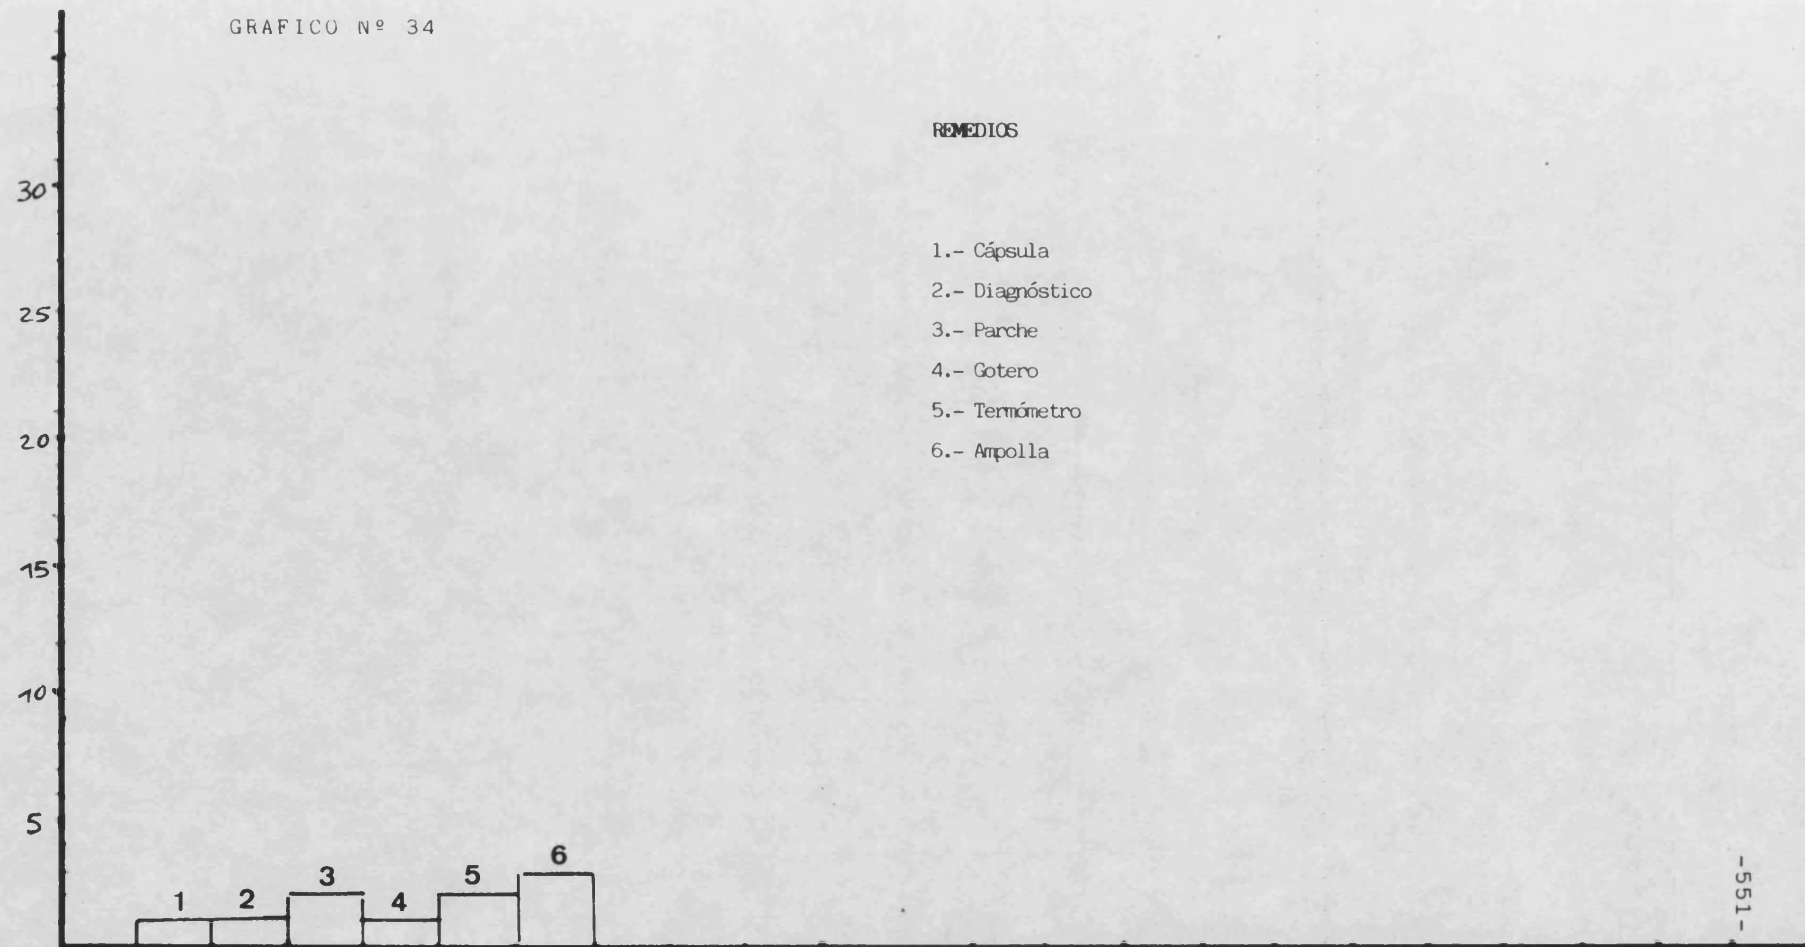 GRAFICO Nº 34
REMEDIOS
1.- Cápsula
2.- Diagnóstico
3.- Parche
4.- Gotero
5.- Termómetro
6.- Ampolla
30
25
20
15
10
5
1
2
3
4
5
6
-551-